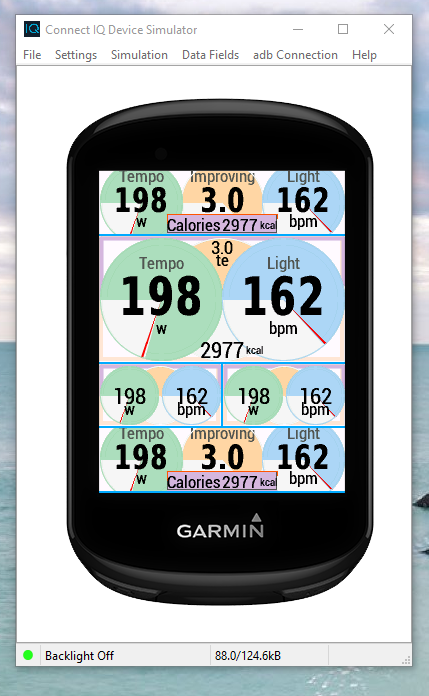 IQ Connect IQ Device Simulator
File Settings Simulation Data Fields adb Connection Help
Tempo Improving Light
198 3.0 162
w bpm
Calories 2977 kcal
3.0
te
Tempo Light
198 162
w bpm
2977 kcal
198 162 198 162
w bpm w bpm
Tempo Improving Light
198 3.0 162
w bpm
Calories 2977 kcal
GARMIN
Backlight Off 88.0/124.6kB